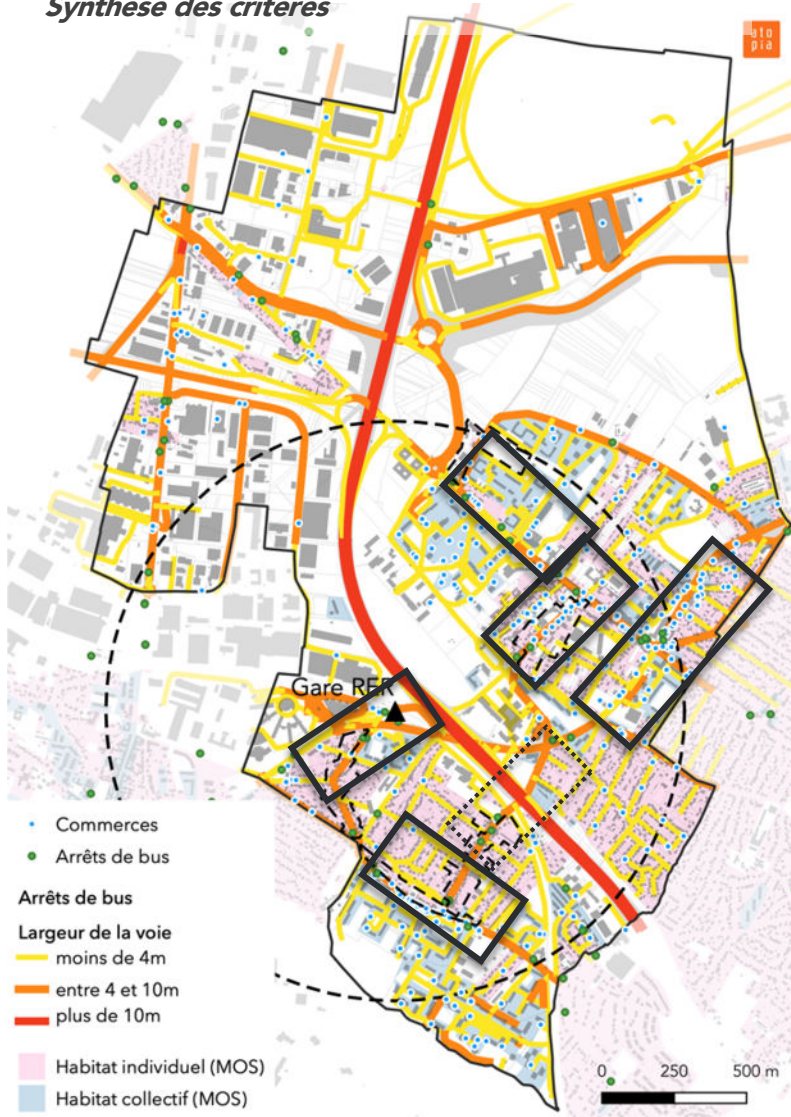 Synthèse des critères
ato
pia
Gare RER
Commerces
Arrêts de bus
Arrêts de bus
Largeur de la voie
moins de 4m
entre 4 et 10m
plus de 10m
Habitat individuel (MOS)
Habitat collectif (MOS)
0 250 500 m